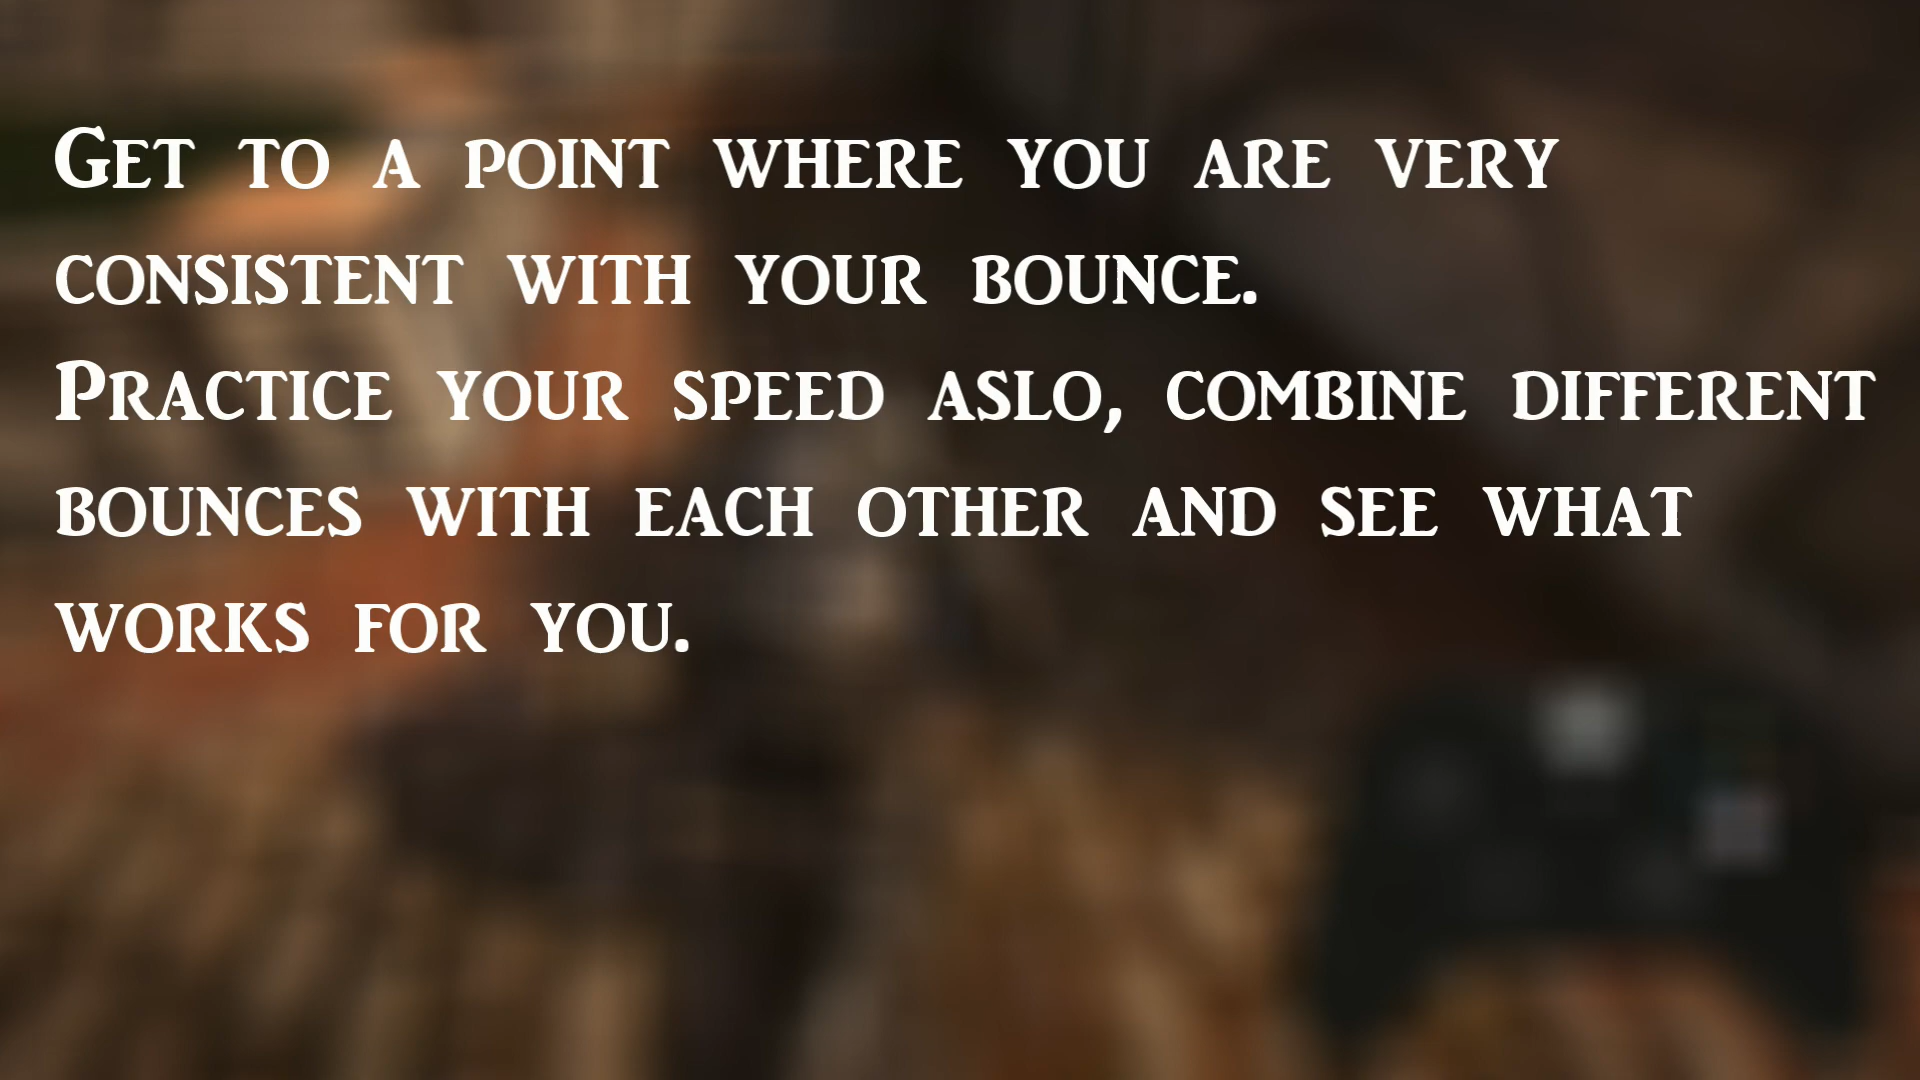 Get to a point where you are very
consistent with your bounce.
Practice your speed aslo, combine different
bounces with each other and see what
works for you.